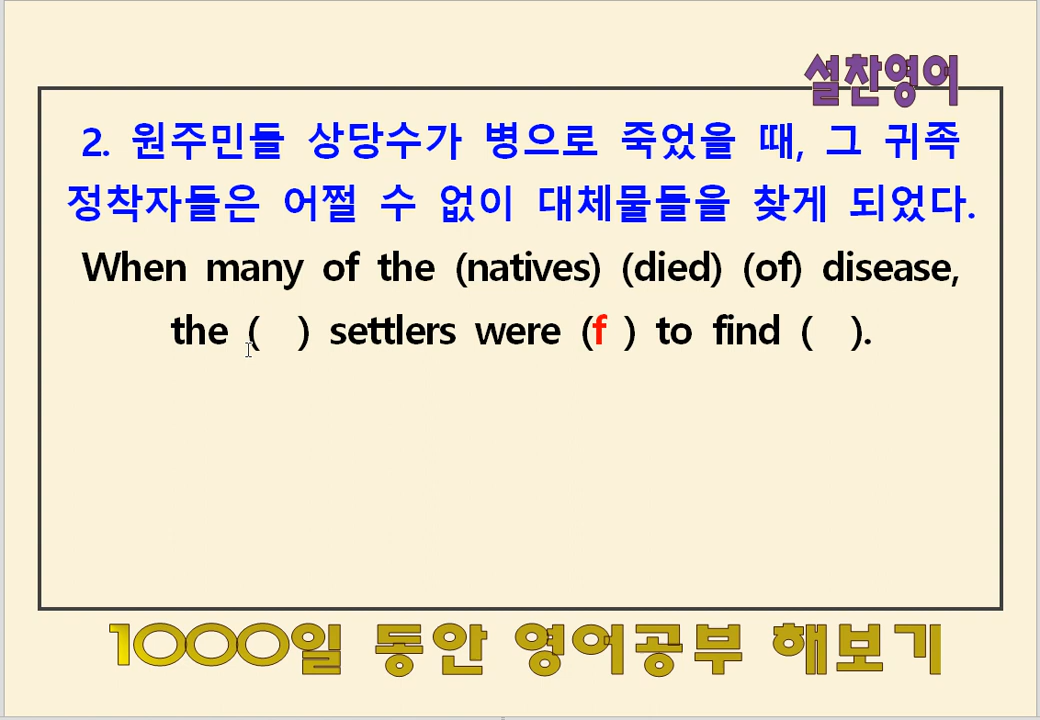 설찬영어
2. 원주민들 상당수가 병으로 죽었을 때, 그 귀족
정착자들은 어쩔 수 없이 대체물들을 찾게 되었다.
When many of the (natives) (died) (of) disease,
the (   ) settlers were (f  ) to find (   ).
1000일 동안 영어공부 해보기